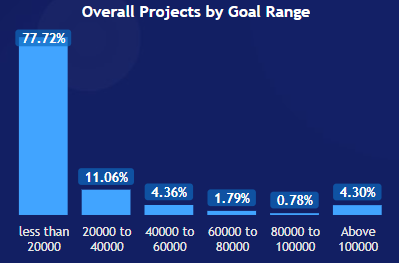 Overall Projects by Goal Range
77.72%
11.06%
4.36%
1.79%
0.78%
4.30%
less than
20000
20000 to
40000
40000 to
60000
60000 to
80000
80000 to
100000
Above
100000